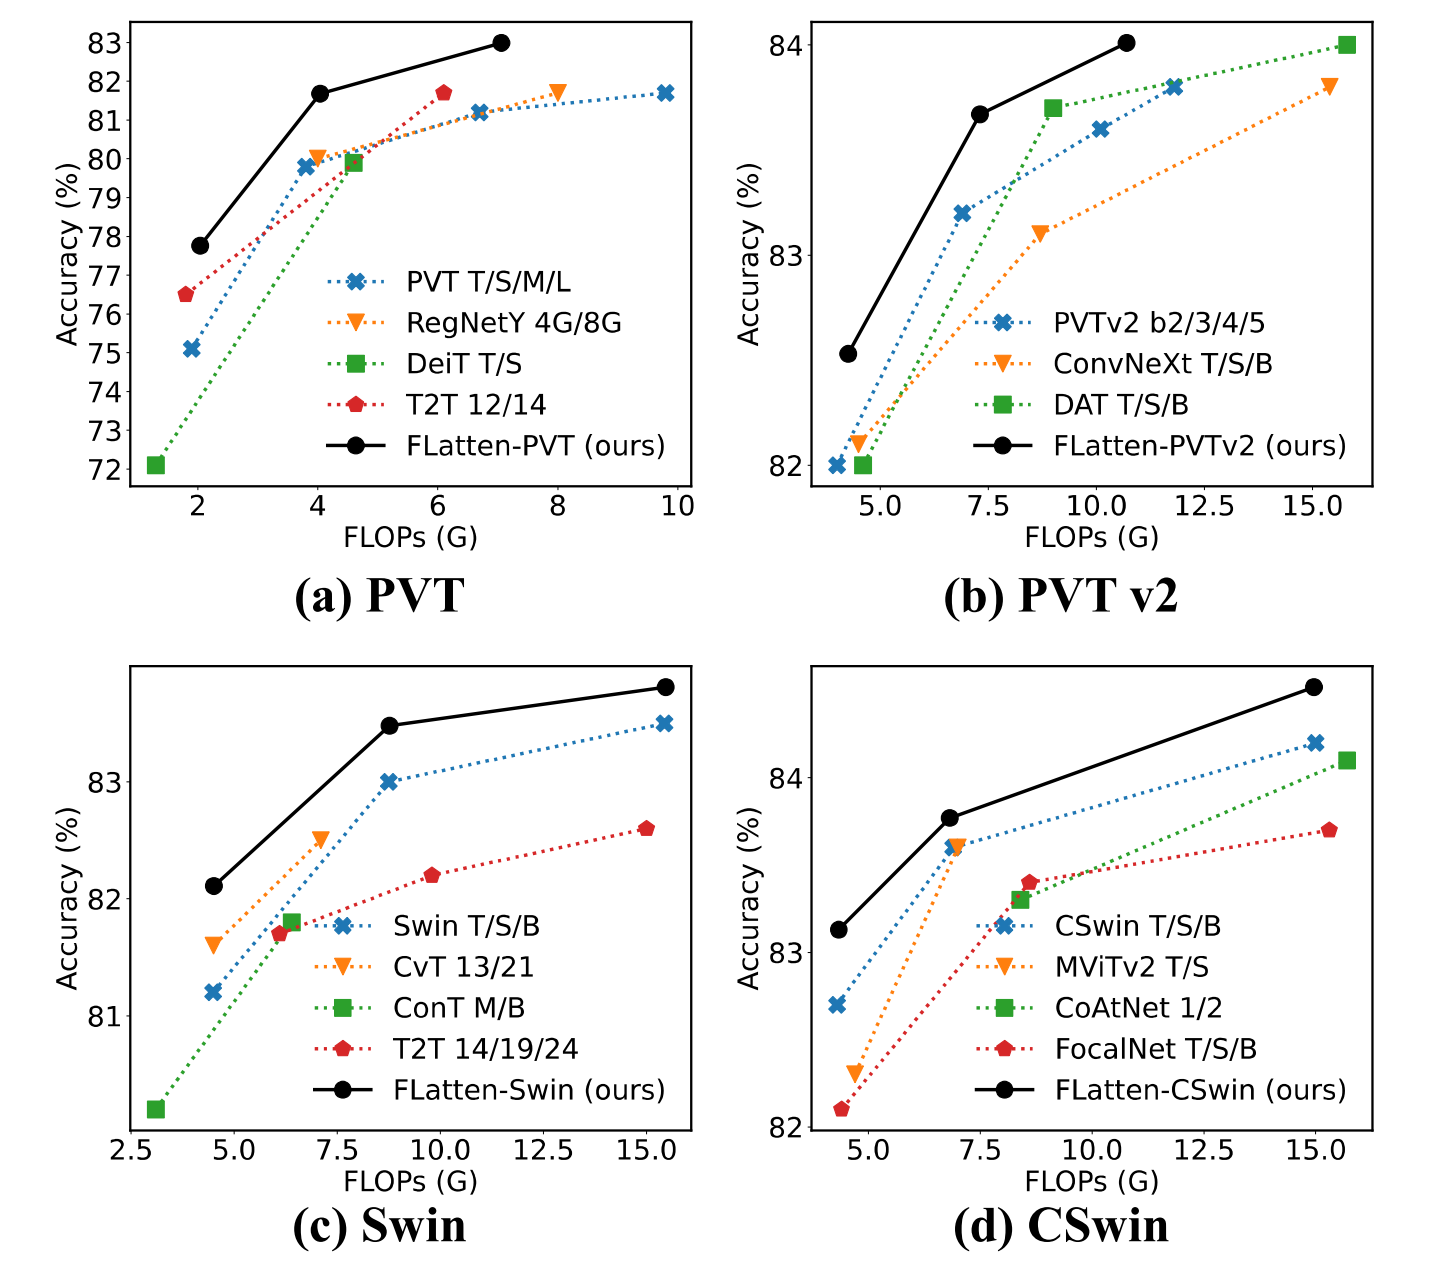 83
82
81
80
79
78
77
76
75
74
73
72
Accuracy (%)
PVT T/S/M/L
RegNetY 4G/8G
DeiT T/S
T2T 12/14
FLatten-PVT (ours)
2 4 6 8 10
FLOPs (G)
(a) PVT
84
83
82
Accuracy (%)
PVTv2 b2/3/4/5
ConvNeXt T/S/B
DAT T/S/B
FLatten-PVTv2 (ours)
5.0 7.5 10.0 12.5 15.0
FLOPs (G)
(b) PVT v2
83
82
81
Accuracy (%)
Swin T/S/B
CvT 13/21
ConT M/B
T2T 14/19/24
FLatten-Swin (ours)
2.5 5.0 7.5 10.0 12.5 15.0
FLOPs (G)
(c) Swin
84
83
82
Accuracy (%)
CSwin T/S/B
MViTv2 T/S
CoAtNet 1/2
FocalNet T/S/B
FLatten-CSwin (ours)
5.0 7.5 10.0 12.5 15.0
FLOPs (G)
(d) CSwin